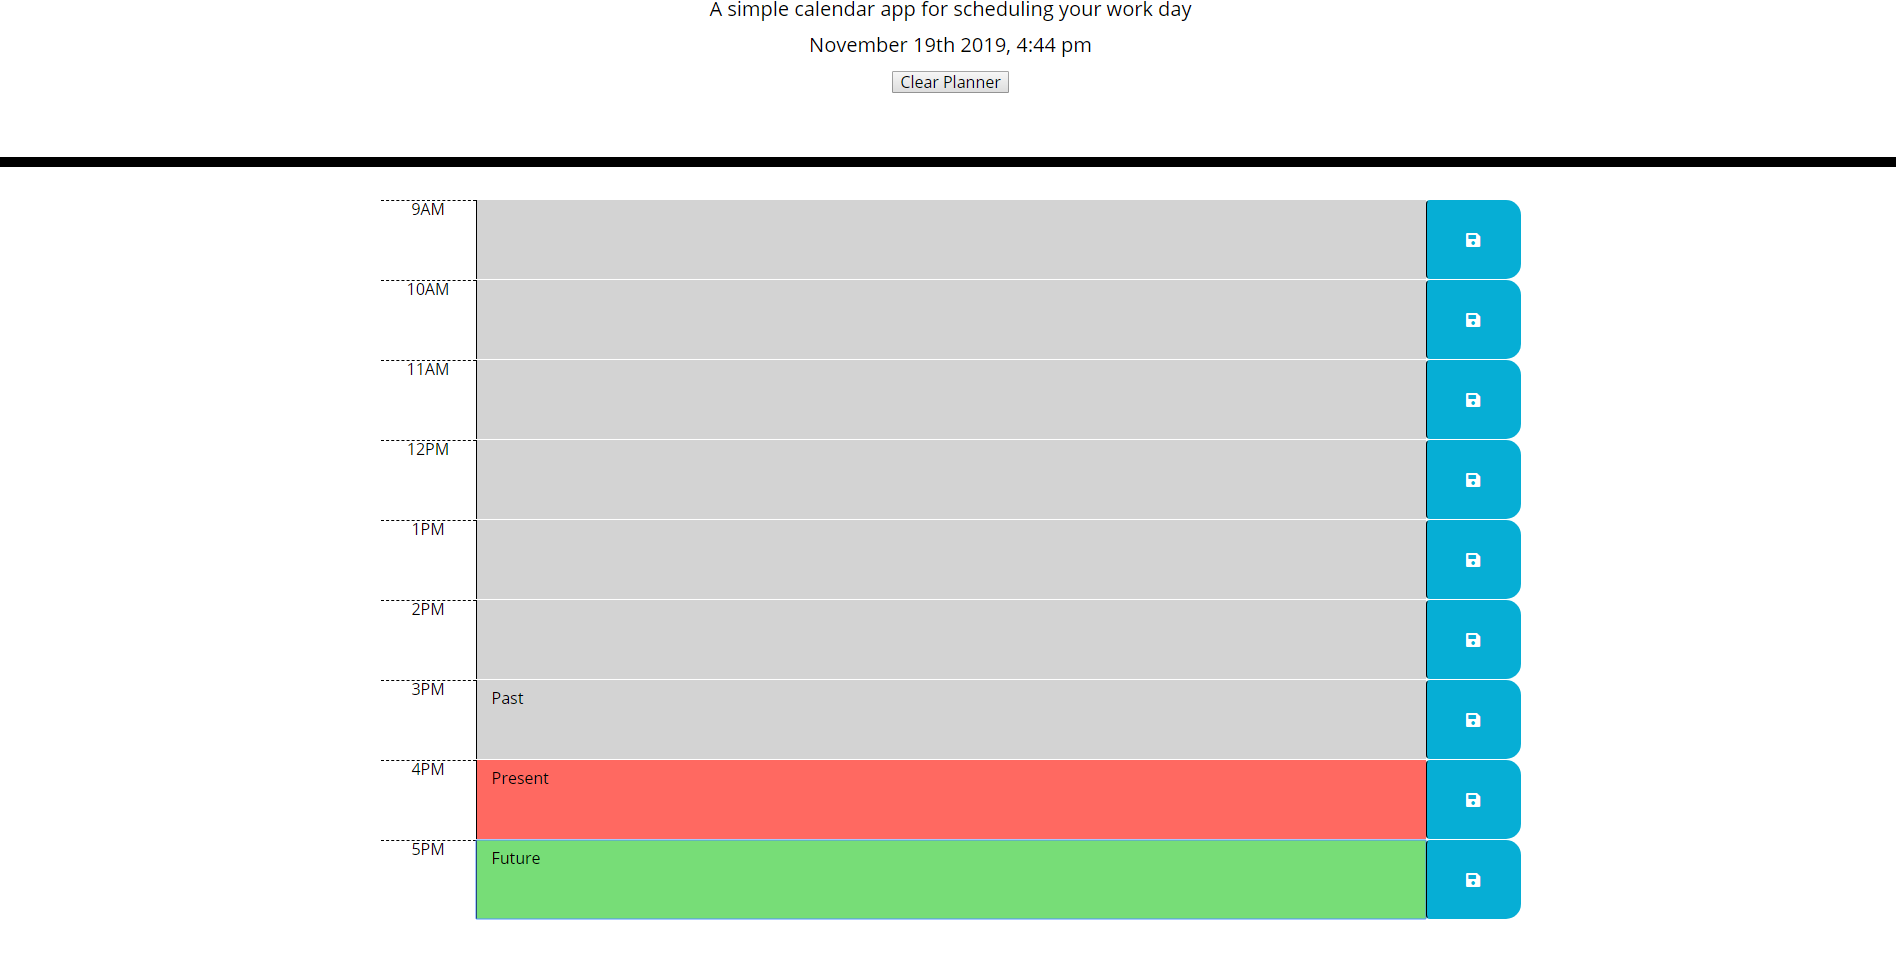 A simple calendar app for scheduling your work day
November 19th 2019, 4:44 pm
Clear Planner
9AM
10AM
11AM
12PM
1PM
2PM
3PM Past
4PM Present
5PM Future